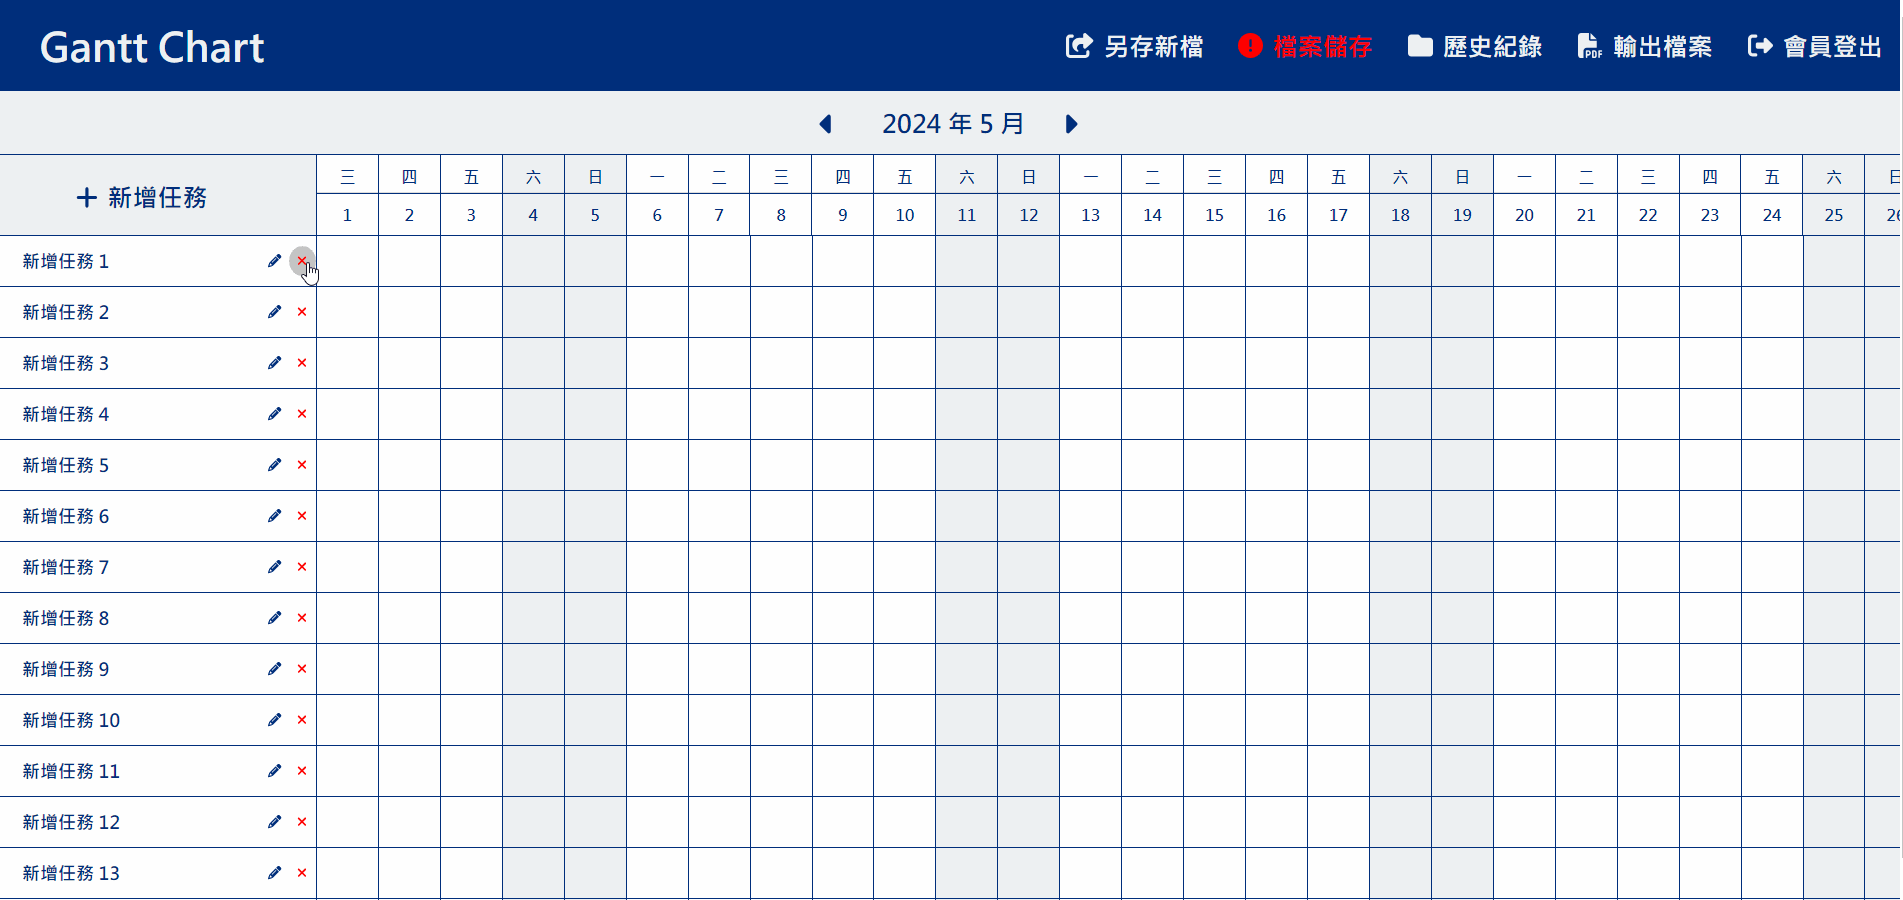 Gantt Chart
另存新檔 檔案儲存 歷史紀錄 PDF 輸出檔案 會員登出
2024 年 5 月
新增任務
三 四 五 六 日 一 二 三 四 五 六 日 一 二 三 四 五 六 日 一 二 三 四 五 六
1 2 3 4 5 6 7 8 9 10 11 12 13 14 15 16 17 18 19 20 21 22 23 24 25
新增任務 1
新增任務 2
新增任務 3
新增任務 4
新增任務 5
新增任務 6
新增任務 7
新增任務 8
新增任務 9
新增任務 10
新增任務 11
新增任務 12
新增任務 13